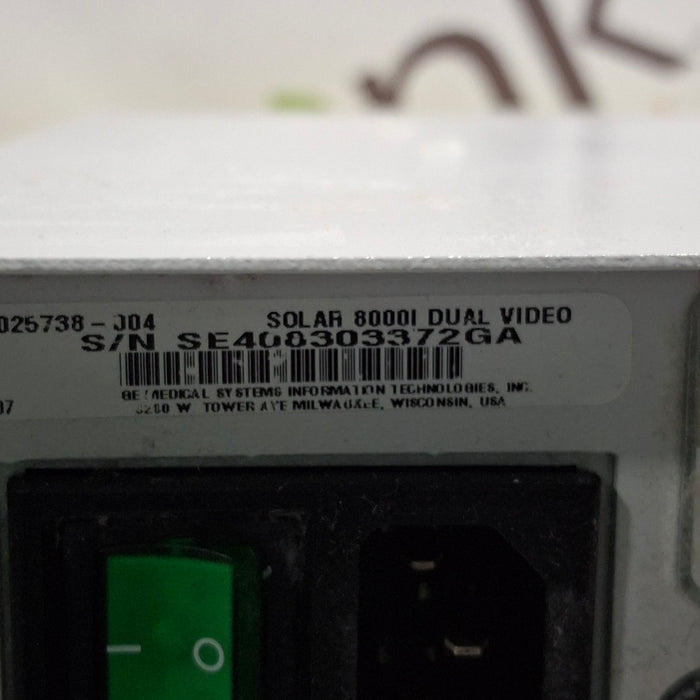 025738-004 SOLAR 8000I DUAL VIDEO
S/N SE408303372GA
GE MEDICAL SYSTEMS INFORMATION TECHNOLOGIES, INC.
8200 W TOWER AVE MILWAUKEE, WISCONSIN, USA
07